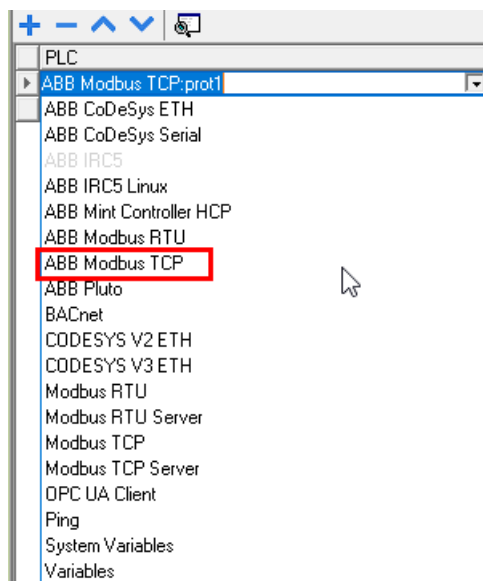 PLC
ABB Modbus TCP:prot1
ABB CoDeSys ETH
ABB CoDeSys Serial
ABB IRC5
ABB IRC5 Linux
ABB Mint Controller HCP
ABB Modbus RTU
ABB Modbus TCP
ABB Pluto
BACnet
CODESYS V2 ETH
CODESYS V3 ETH
Modbus RTU
Modbus RTU Server
Modbus TCP
Modbus TCP Server
OPC UA Client
Ping
System Variables
Variables